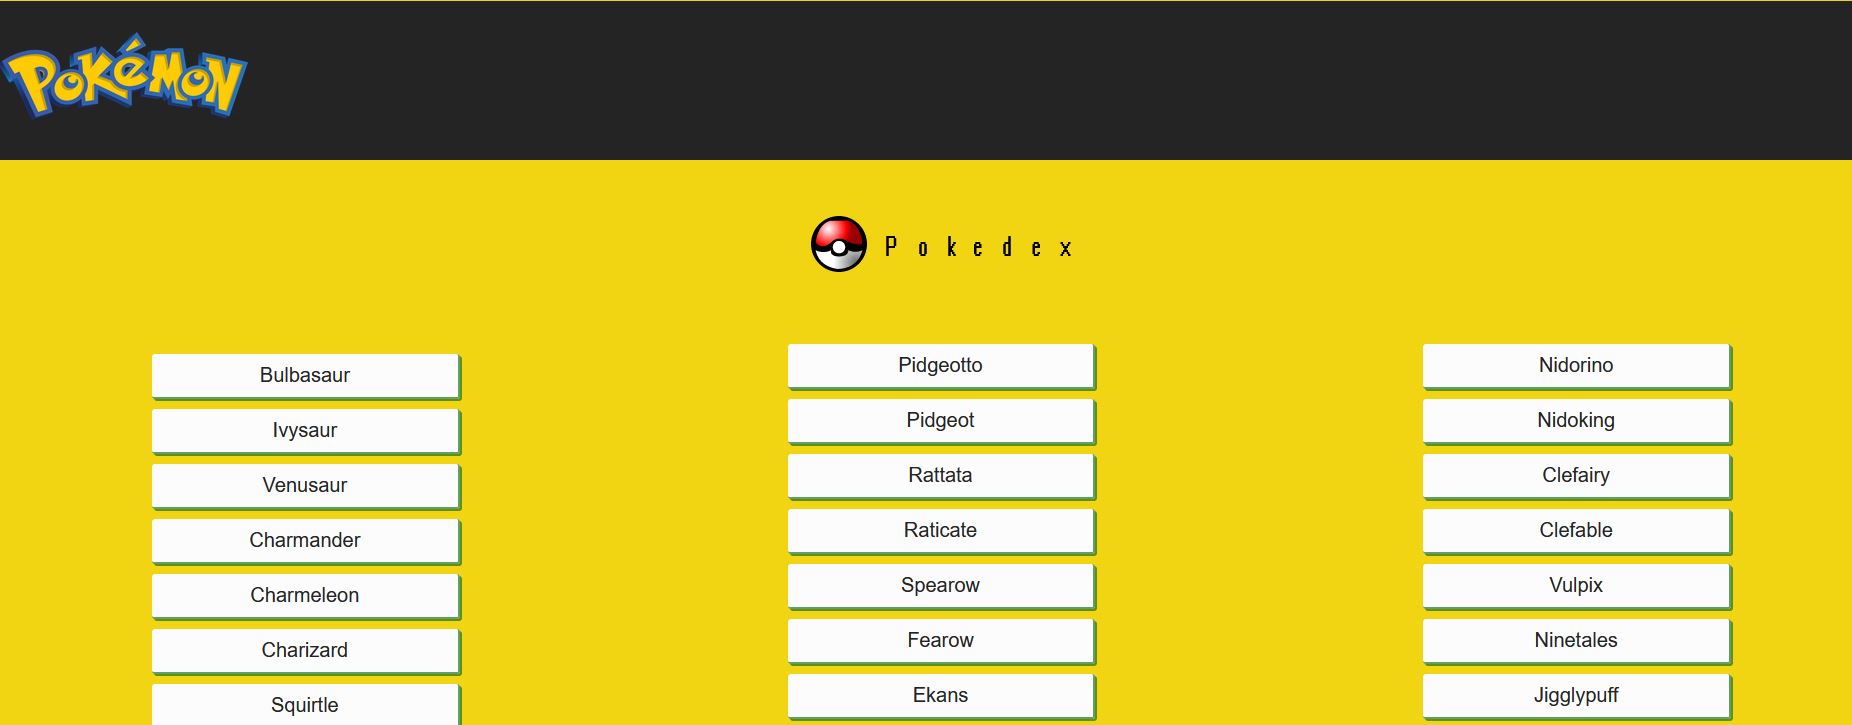 Pokémon
Pokedex
Bulbasaur
Ivysaur
Venusaur
Charmander
Charmeleon
Charizard
Squirtle
Pidgeotto
Pidgeot
Rattata
Raticate
Spearow
Fearow
Ekans
Nidorino
Nidoking
Clefairy
Clefable
Vulpix
Ninetales
Jigglypuff